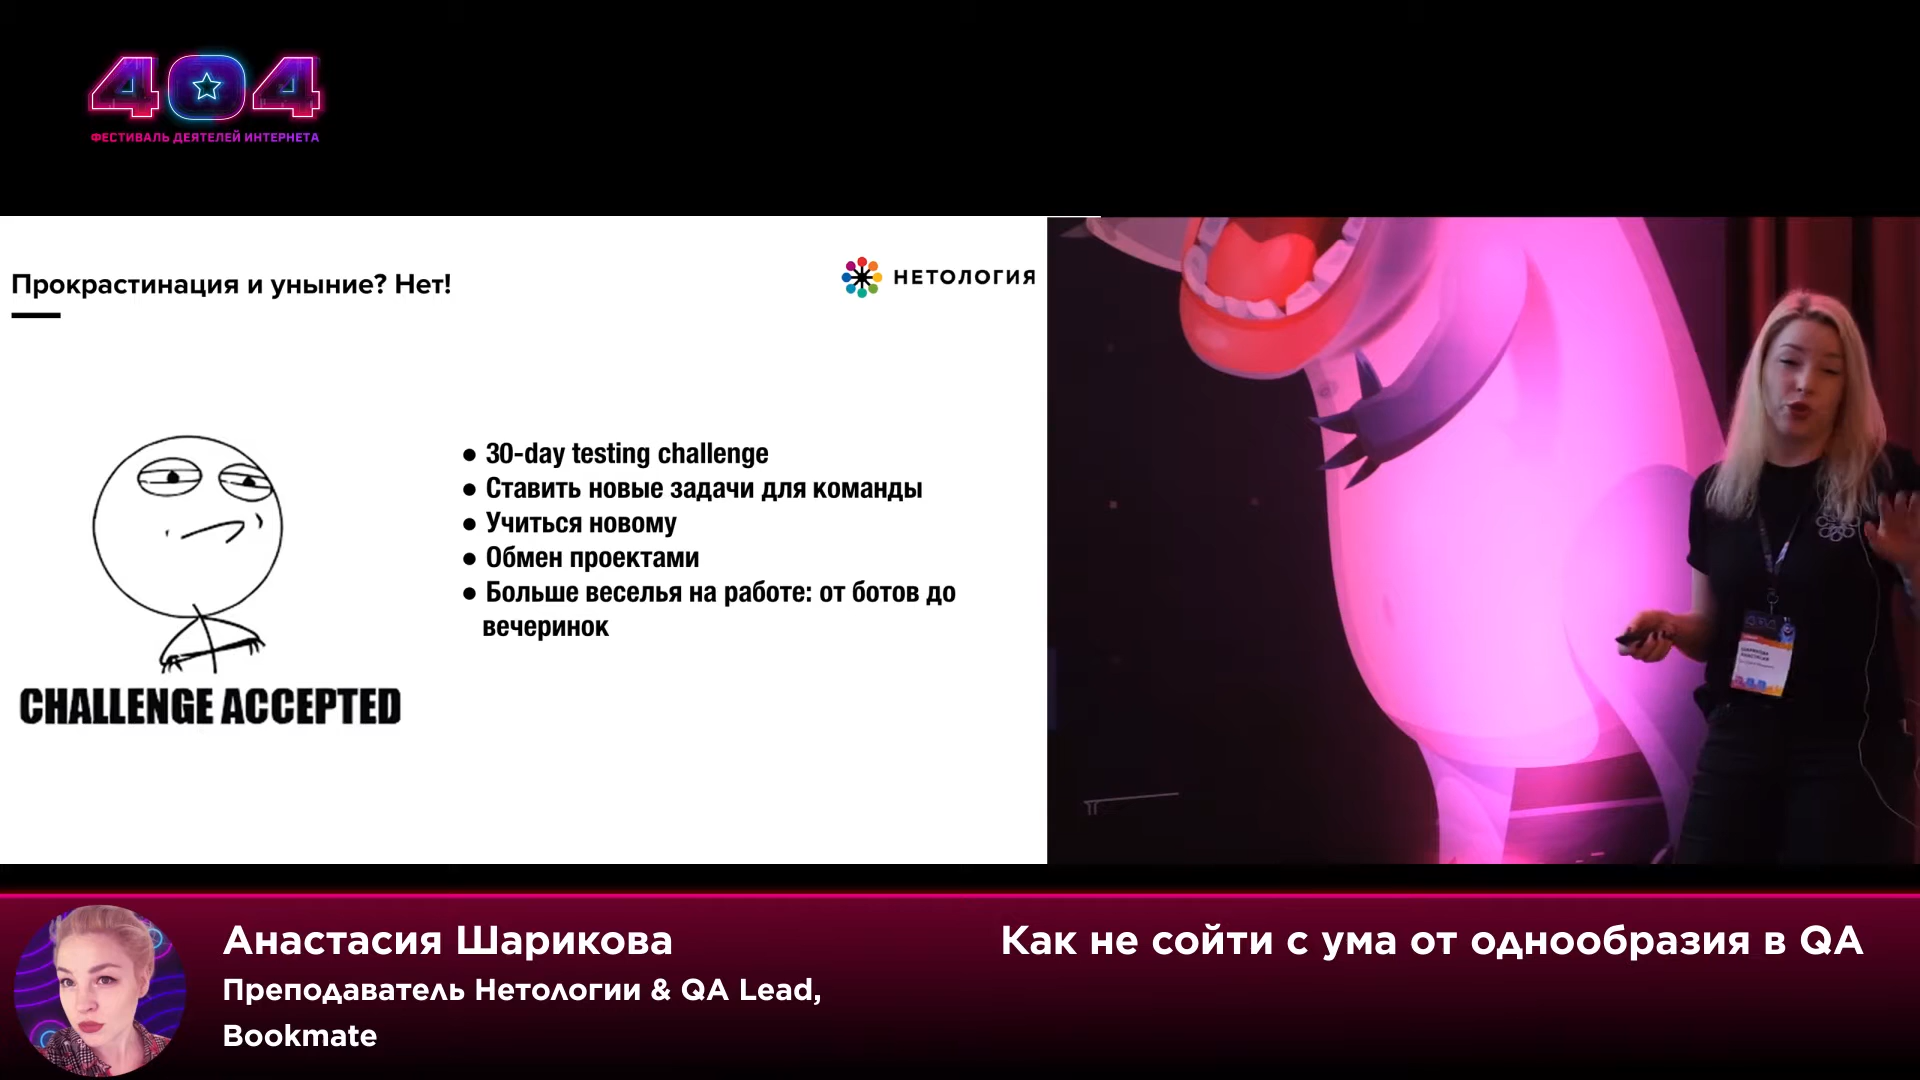 404
ФЕСТИВАЛЬ ДЕЯТЕЛЕЙ ИНТЕРНЕТА
Прокрастинация и уныние? Нет!
НЕТОЛОГИЯ
● 30-day testing challenge
● Ставить новые задачи для команды
● Учиться новому
● Обмен проектами
● Больше веселья на работе: от ботов до
вечеринок
CHALLENGE ACCEPTED
Анастасия Шарикова
Преподаватель Нетологии & QA Lead,
Bookmate
Как не сойти с ума от однообразия в QA